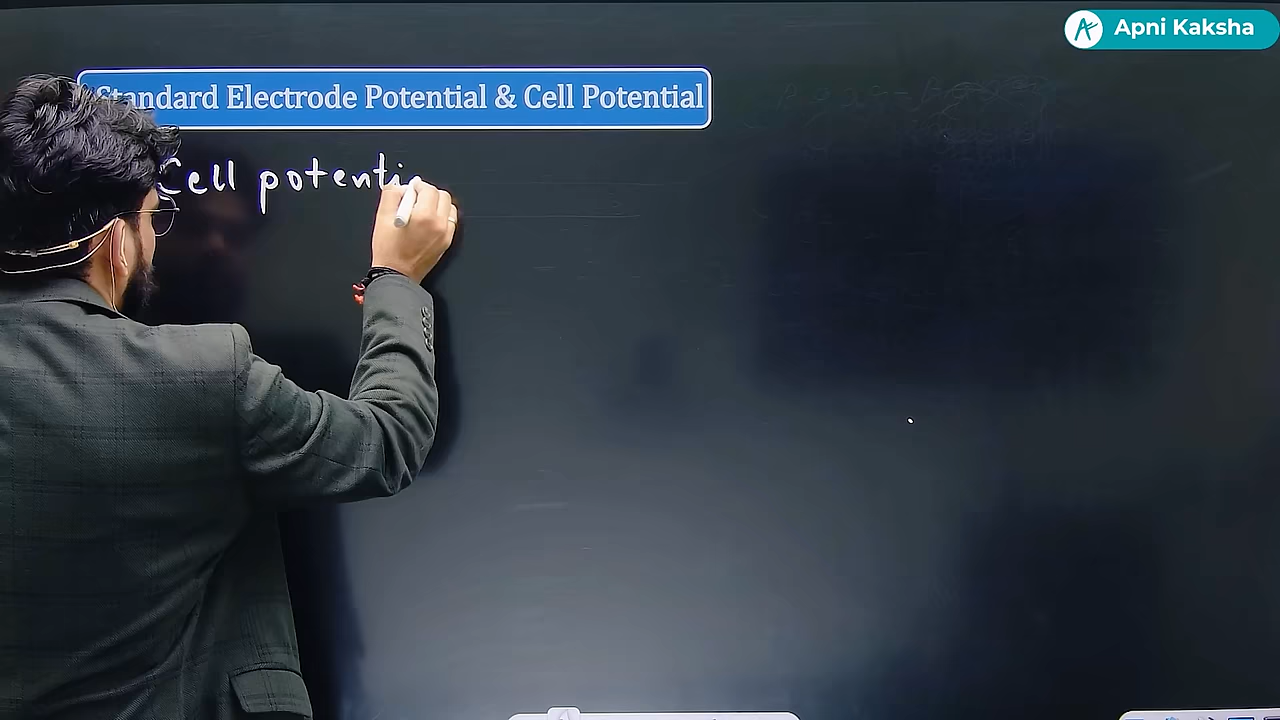 Apni Kaksha
Standard Electrode Potential & Cell Potential
Cell potenti